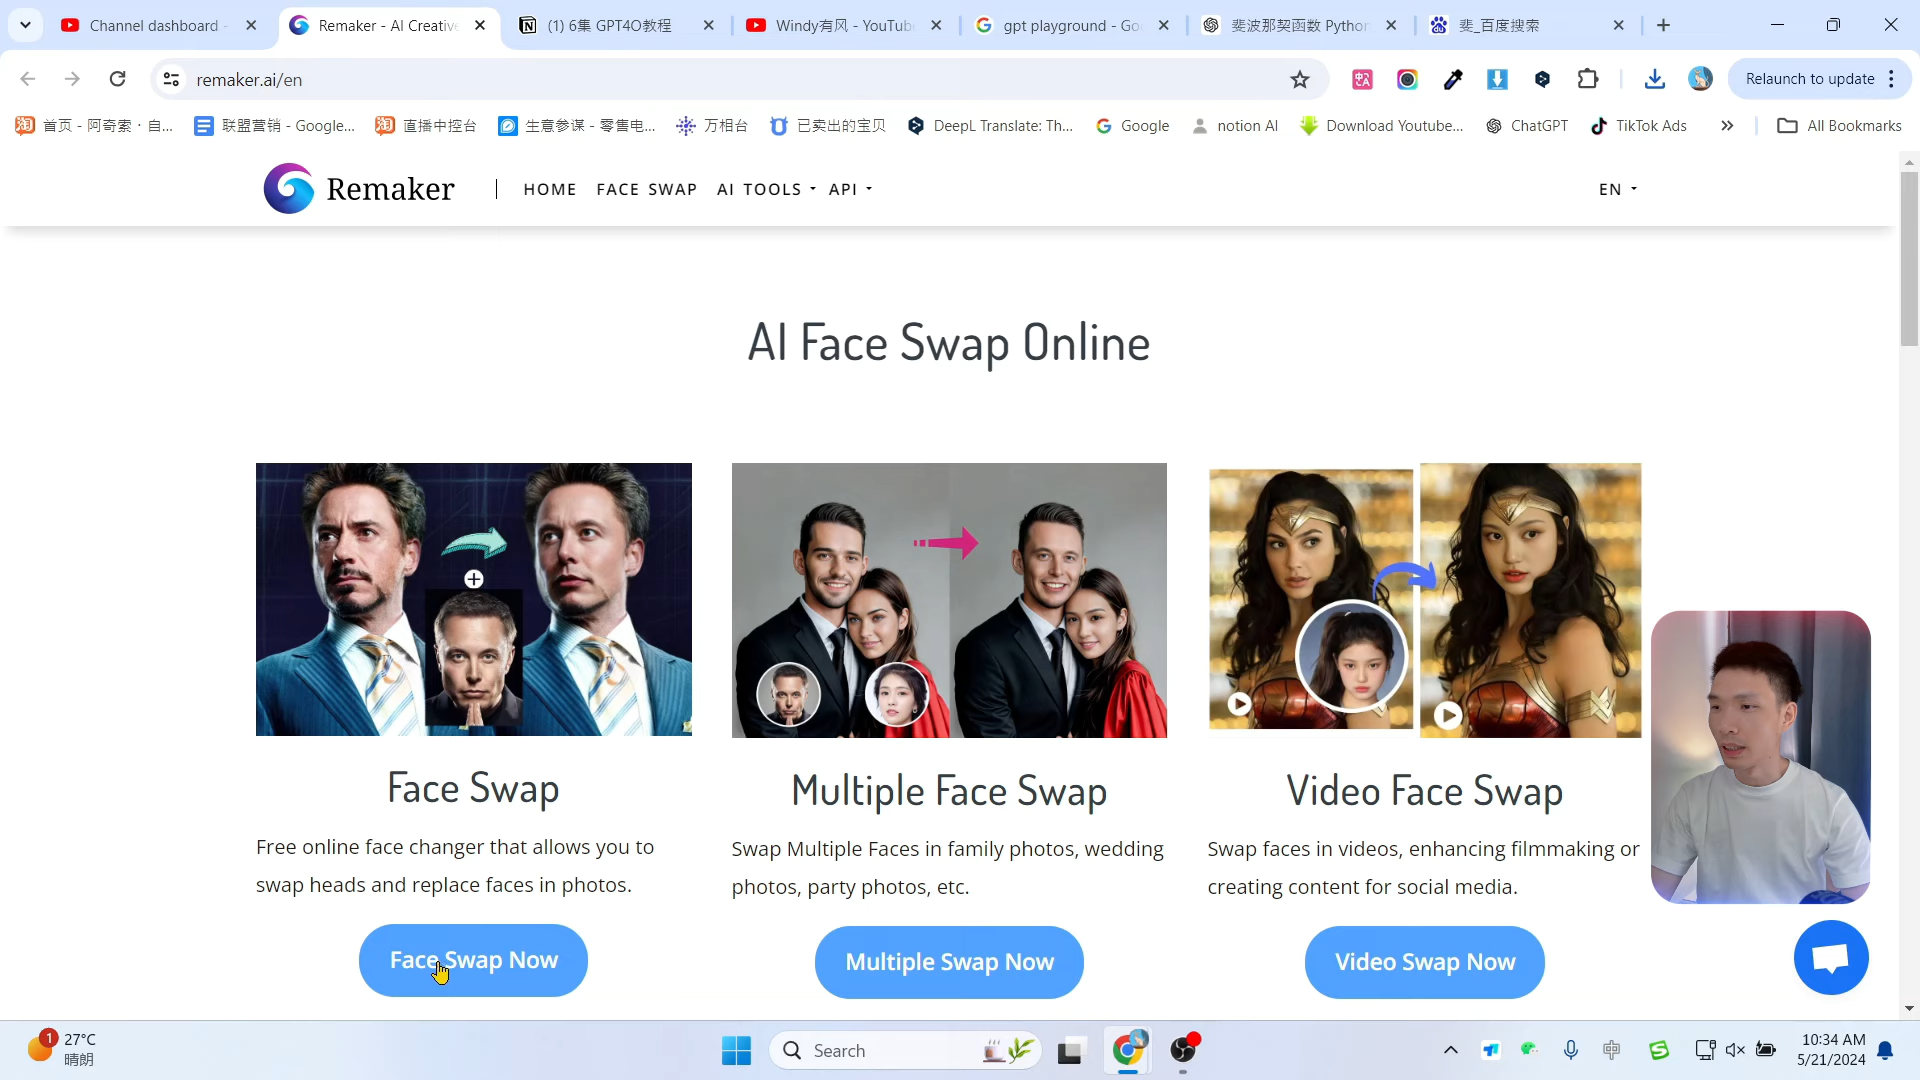 Channel dashboard -
Remaker - AI Creative
(1) 6集 GPT4O教程
Windy有风 - YouTub
gpt playground - Go
斐波那契函数 Python
斐_百度搜索
remaker.ai/en
Relaunch to update
首页 - 阿奇索 · 自...
联盟营销 - Google...
直播中控台
生意参谋 - 零售电...
万相台
已卖出的宝贝
DeepL Translate: Th...
Google
notion AI
Download Youtube...
ChatGPT
TikTok Ads
All Bookmarks
Remaker
HOME
FACE SWAP
AI TOOLS
API
EN
AI Face Swap Online
Face Swap
Free online face changer that allows you to
swap heads and replace faces in photos.
Face Swap Now
Multiple Face Swap
Swap Multiple Faces in family photos, wedding
photos, party photos, etc.
Multiple Swap Now
Video Face Swap
Swap faces in videos, enhancing filmmaking or
creating content for social media.
Video Swap Now
1
27°C
晴朗
Search
中
10:34 AM
5/21/2024